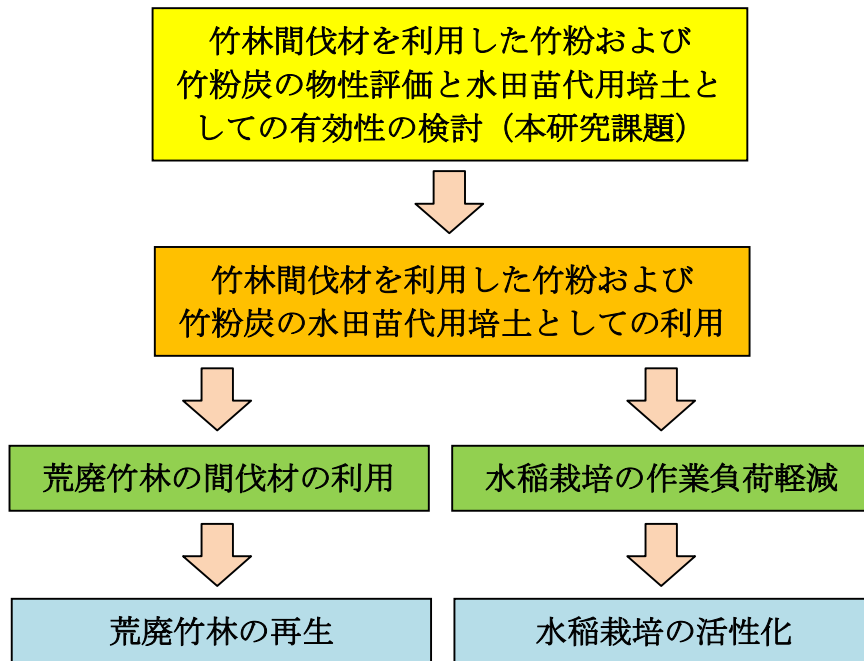 竹林間伐材を利用した竹粉および
竹粉炭の物性評価と水田苗代用培土と
しての有効性の検討（本研究課題）
竹林間伐材を利用した竹粉および
竹粉炭の水田苗代用培土としての利用
荒廃竹林の間伐材の利用
水稲栽培の作業負荷軽減
荒廃竹林の再生
水稲栽培の活性化